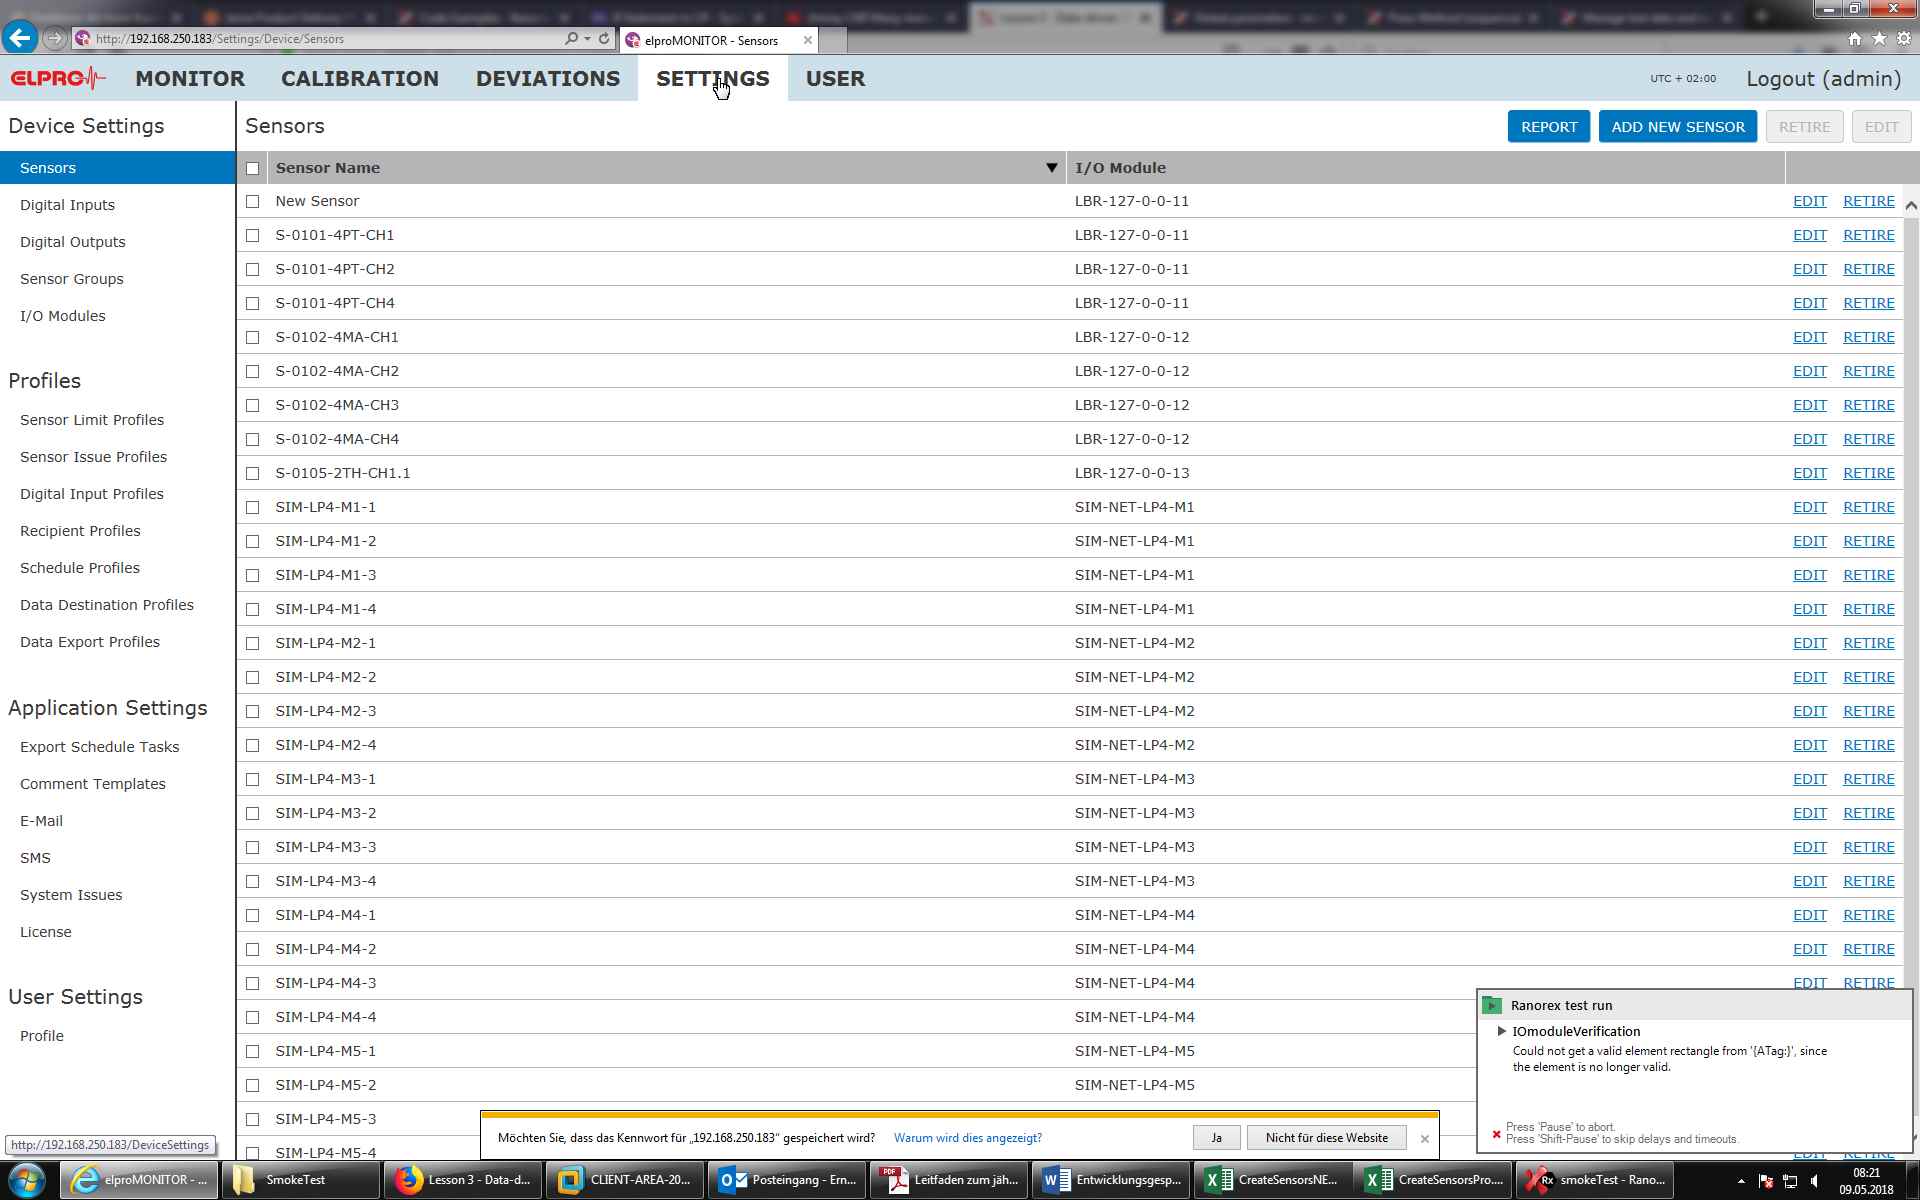 http://192.168.250.183/Settings/Device/Sensors
elproMONITOR - Sensors
ELPRO
MONITOR
CALIBRATION
DEVIATIONS
SETTINGS
USER
UTC + 02:00
Logout (admin)
Device Settings
Sensors
Digital Inputs
Digital Outputs
Sensor Groups
I/O Modules
Profiles
Sensor Limit Profiles
Sensor Issue Profiles
Digital Input Profiles
Recipient Profiles
Schedule Profiles
Data Destination Profiles
Data Export Profiles
Application Settings
Export Schedule Tasks
Comment Templates
E-Mail
SMS
System Issues
License
User Settings
Profile
http://192.168.250.183/DeviceSettings
Sensors
REPORT
ADD NEW SENSOR
RETIRE
EDIT
Sensor Name I/O Module
New Sensor LBR-127-0-0-11 EDIT RETIRE
S-0101-4PT-CH1 LBR-127-0-0-11 EDIT RETIRE
S-0101-4PT-CH2 LBR-127-0-0-11 EDIT RETIRE
S-0101-4PT-CH4 LBR-127-0-0-11 EDIT RETIRE
S-0102-4MA-CH1 LBR-127-0-0-12 EDIT RETIRE
S-0102-4MA-CH2 LBR-127-0-0-12 EDIT RETIRE
S-0102-4MA-CH3 LBR-127-0-0-12 EDIT RETIRE
S-0102-4MA-CH4 LBR-127-0-0-12 EDIT RETIRE
S-0105-2TH-CH1.1 LBR-127-0-0-13 EDIT RETIRE
SIM-LP4-M1-1 SIM-NET-LP4-M1 EDIT RETIRE
SIM-LP4-M1-2 SIM-NET-LP4-M1 EDIT RETIRE
SIM-LP4-M1-3 SIM-NET-LP4-M1 EDIT RETIRE
SIM-LP4-M1-4 SIM-NET-LP4-M1 EDIT RETIRE
SIM-LP4-M2-1 SIM-NET-LP4-M2 EDIT RETIRE
SIM-LP4-M2-2 SIM-NET-LP4-M2 EDIT RETIRE
SIM-LP4-M2-3 SIM-NET-LP4-M2 EDIT RETIRE
SIM-LP4-M2-4 SIM-NET-LP4-M2 EDIT RETIRE
SIM-LP4-M3-1 SIM-NET-LP4-M3 EDIT RETIRE
SIM-LP4-M3-2 SIM-NET-LP4-M3 EDIT RETIRE
SIM-LP4-M3-3 SIM-NET-LP4-M3 EDIT RETIRE
SIM-LP4-M3-4 SIM-NET-LP4-M3 EDIT RETIRE
SIM-LP4-M4-1 SIM-NET-LP4-M4 EDIT RETIRE
SIM-LP4-M4-2 SIM-NET-LP4-M4 EDIT RETIRE
SIM-LP4-M4-3 SIM-NET-LP4-M4 EDIT RETIRE
SIM-LP4-M4-4 SIM-NET-LP4-M4
SIM-LP4-M5-1 SIM-NET-LP4-M5
SIM-LP4-M5-2 SIM-NET-LP4-M5
SIM-LP4-M5-3
SIM-LP4-M5-4 EDIT RETIRE
Ranorex test run
IOmoduleVerification
Could not get a valid element rectangle from '{ATag:}', since
the element is no longer valid.
Press 'Pause' to abort.
Press 'Shift-Pause' to skip delays and timeouts.
Möchten Sie, dass das Kennwort für „192.168.250.183“ gespeichert wird?
Warum wird dies angezeigt?
Ja
Nicht für diese Website
elproMONITOR - ...
SmokeTest
Lesson 3 - Data-d...
CLIENT-AREA-20...
Posteingang - Ern...
Leitfaden zum jäh...
Entwicklungsgesp...
CreateSensorsNE...
CreateSensorsPro....
smokeTest - Rano...
08:21
09.05.2018